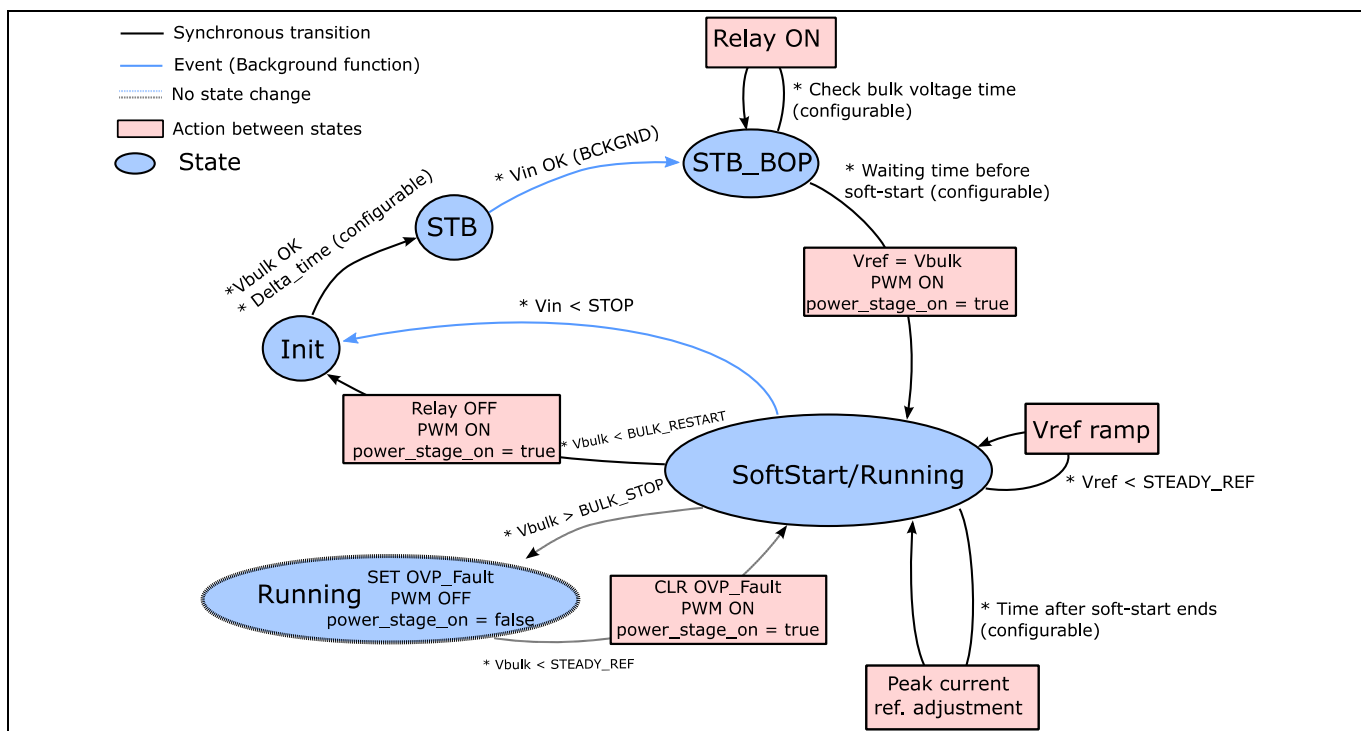 Synchronous transition
Event (Background function)
No state change
Action between states
State
Relay ON
* Check bulk voltage time
(configurable)
STB_BOP
* Vin OK (BCKGND)
STB
* Waiting time before
soft-start (configurable)
*Vbulk OK
* Delta_time (configurable)
Vref = Vbulk
PWM ON
power_stage_on = true
* Vin < STOP
Init
Relay OFF
PWM ON
power_stage_on = true
* Vbulk < BULK_RESTART
SoftStart/Running
Vref ramp
* Vref < STEADY_REF
* Vbulk > BULK_STOP
Running
SET OVP_Fault
PWM OFF
power_stage_on = false
CLR OVP_Fault
PWM ON
power_stage_on = true
* Vbulk < STEADY_REF
* Time after soft-start ends
(configurable)
Peak current
ref. adjustment